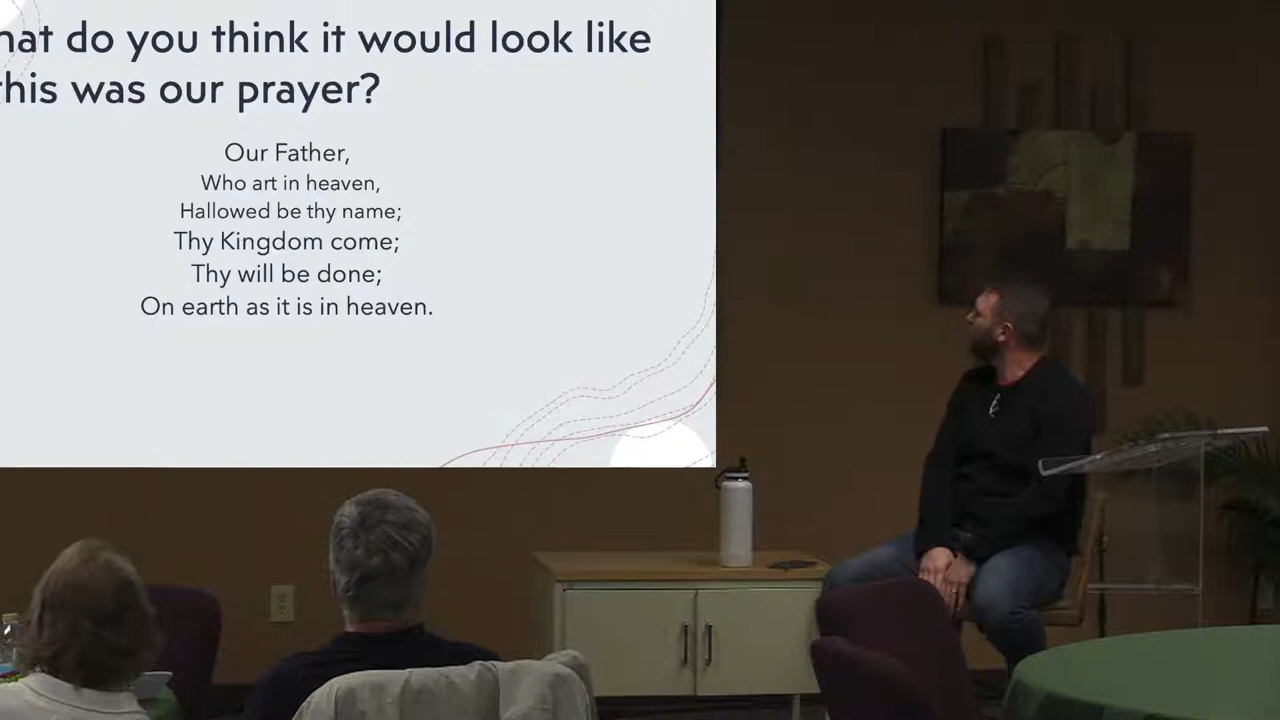 hat do you think it would look like
this was our prayer?
Our Father,
Who art in heaven,
Hallowed be thy name;
Thy Kingdom come;
Thy will be done;
On earth as it is in heaven.